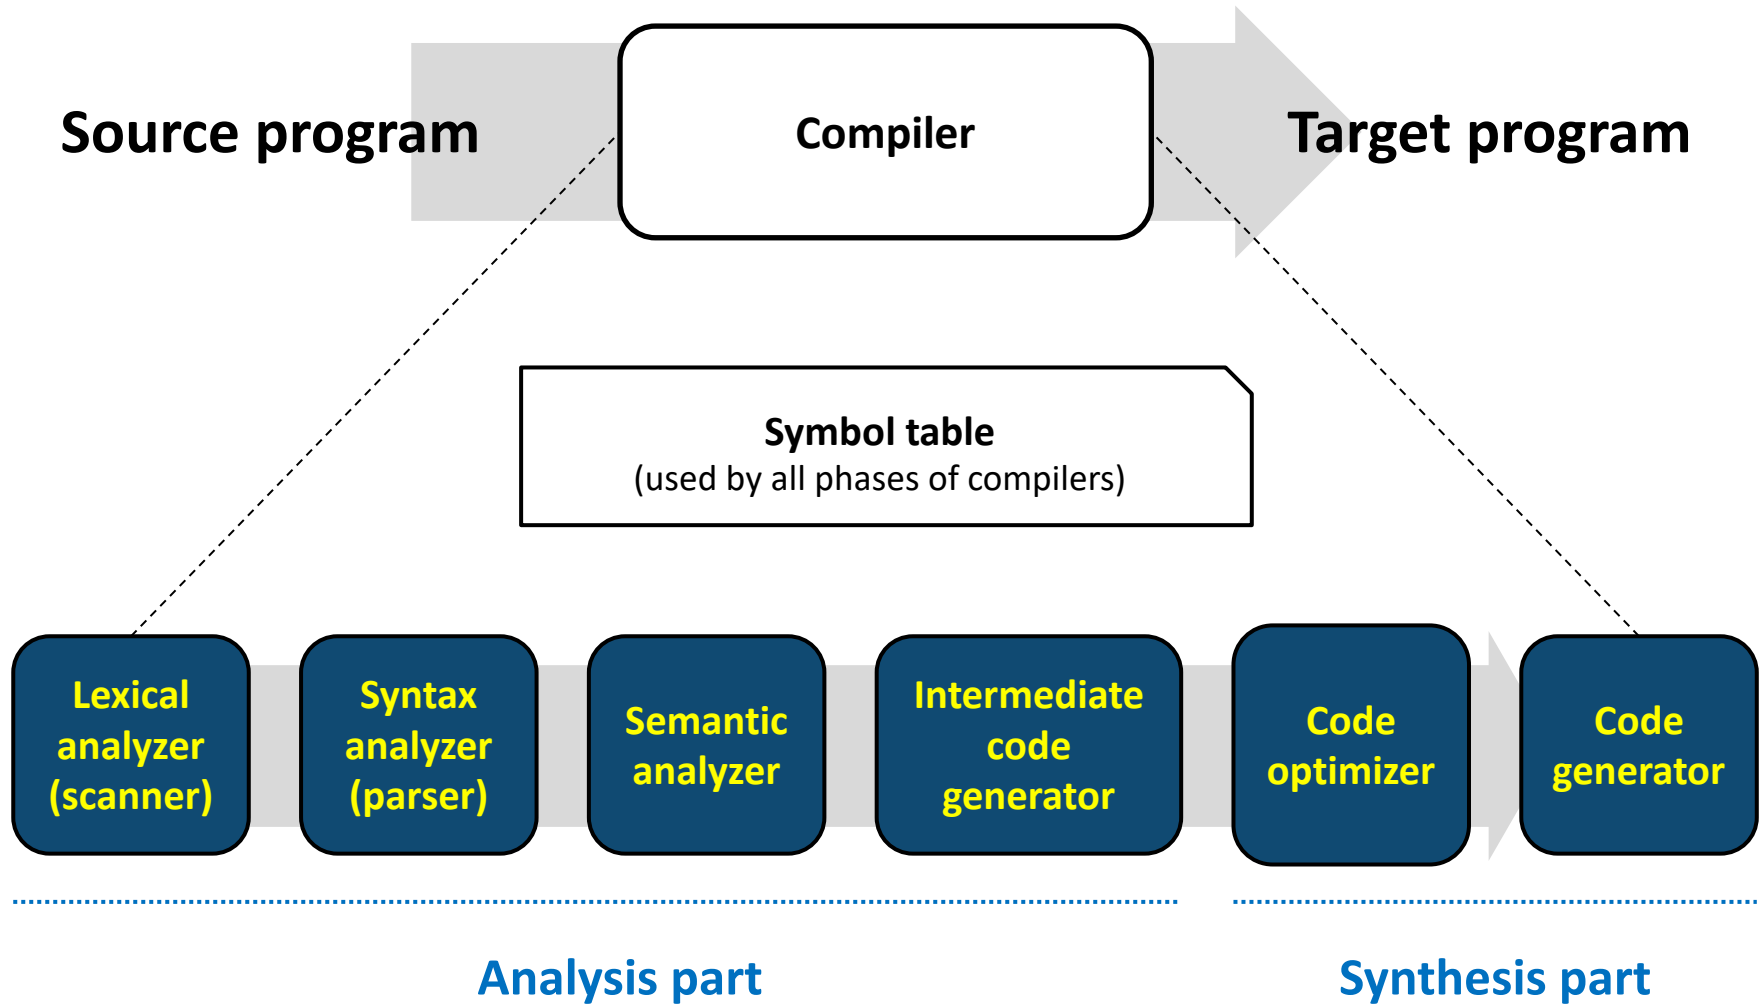 Source program
Compiler
Target program
Symbol table
(used by all phases of compilers)
Lexical
analyzer
(scanner)
Syntax
analyzer
(parser)
Semantic
analyzer
Intermediate
code
generator
Code
optimizer
Code
generator
Analysis part
Synthesis part